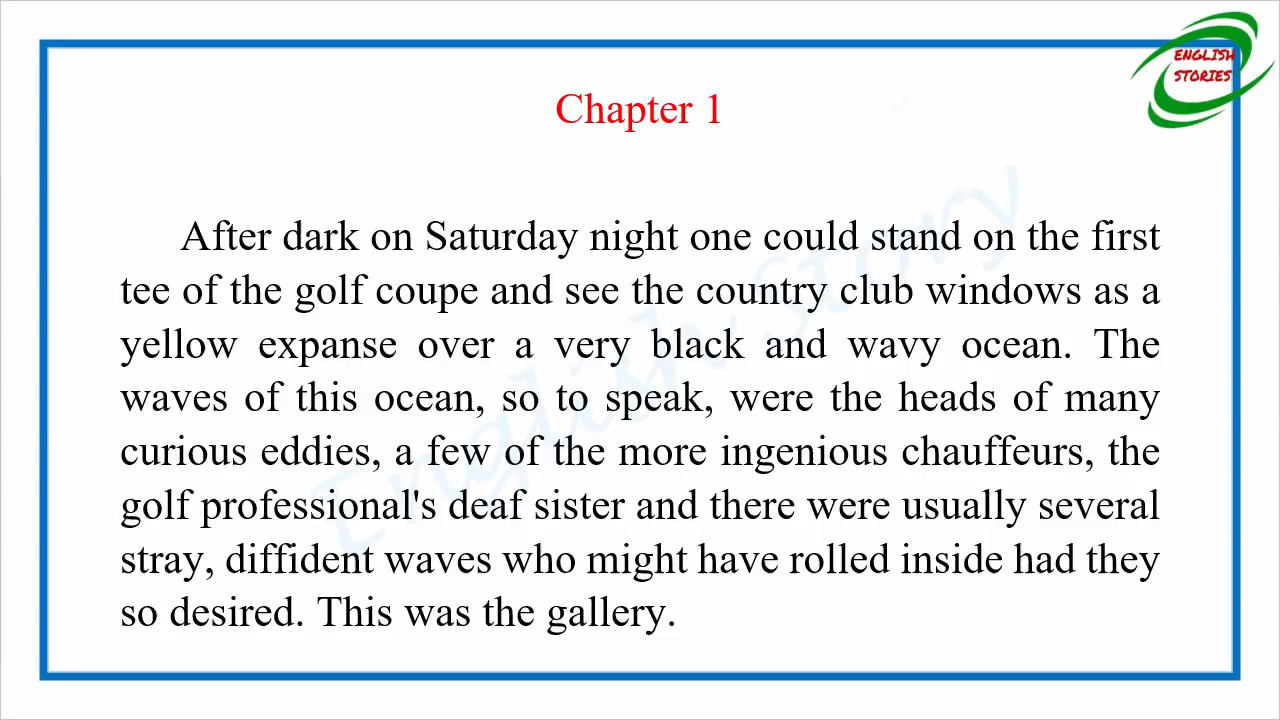 ENGLISH
STORIES
Chapter 1
After dark on Saturday night one could stand on the first
tee of the golf coupe and see the country club windows as a
yellow expanse over a very black and wavy ocean. The
waves of this ocean, so to speak, were the heads of many
curious eddies, a few of the more ingenious chauffeurs, the
golf professional's deaf sister and there were usually several
stray, diffident waves who might have rolled inside had they
so desired. This was the gallery.
English Story